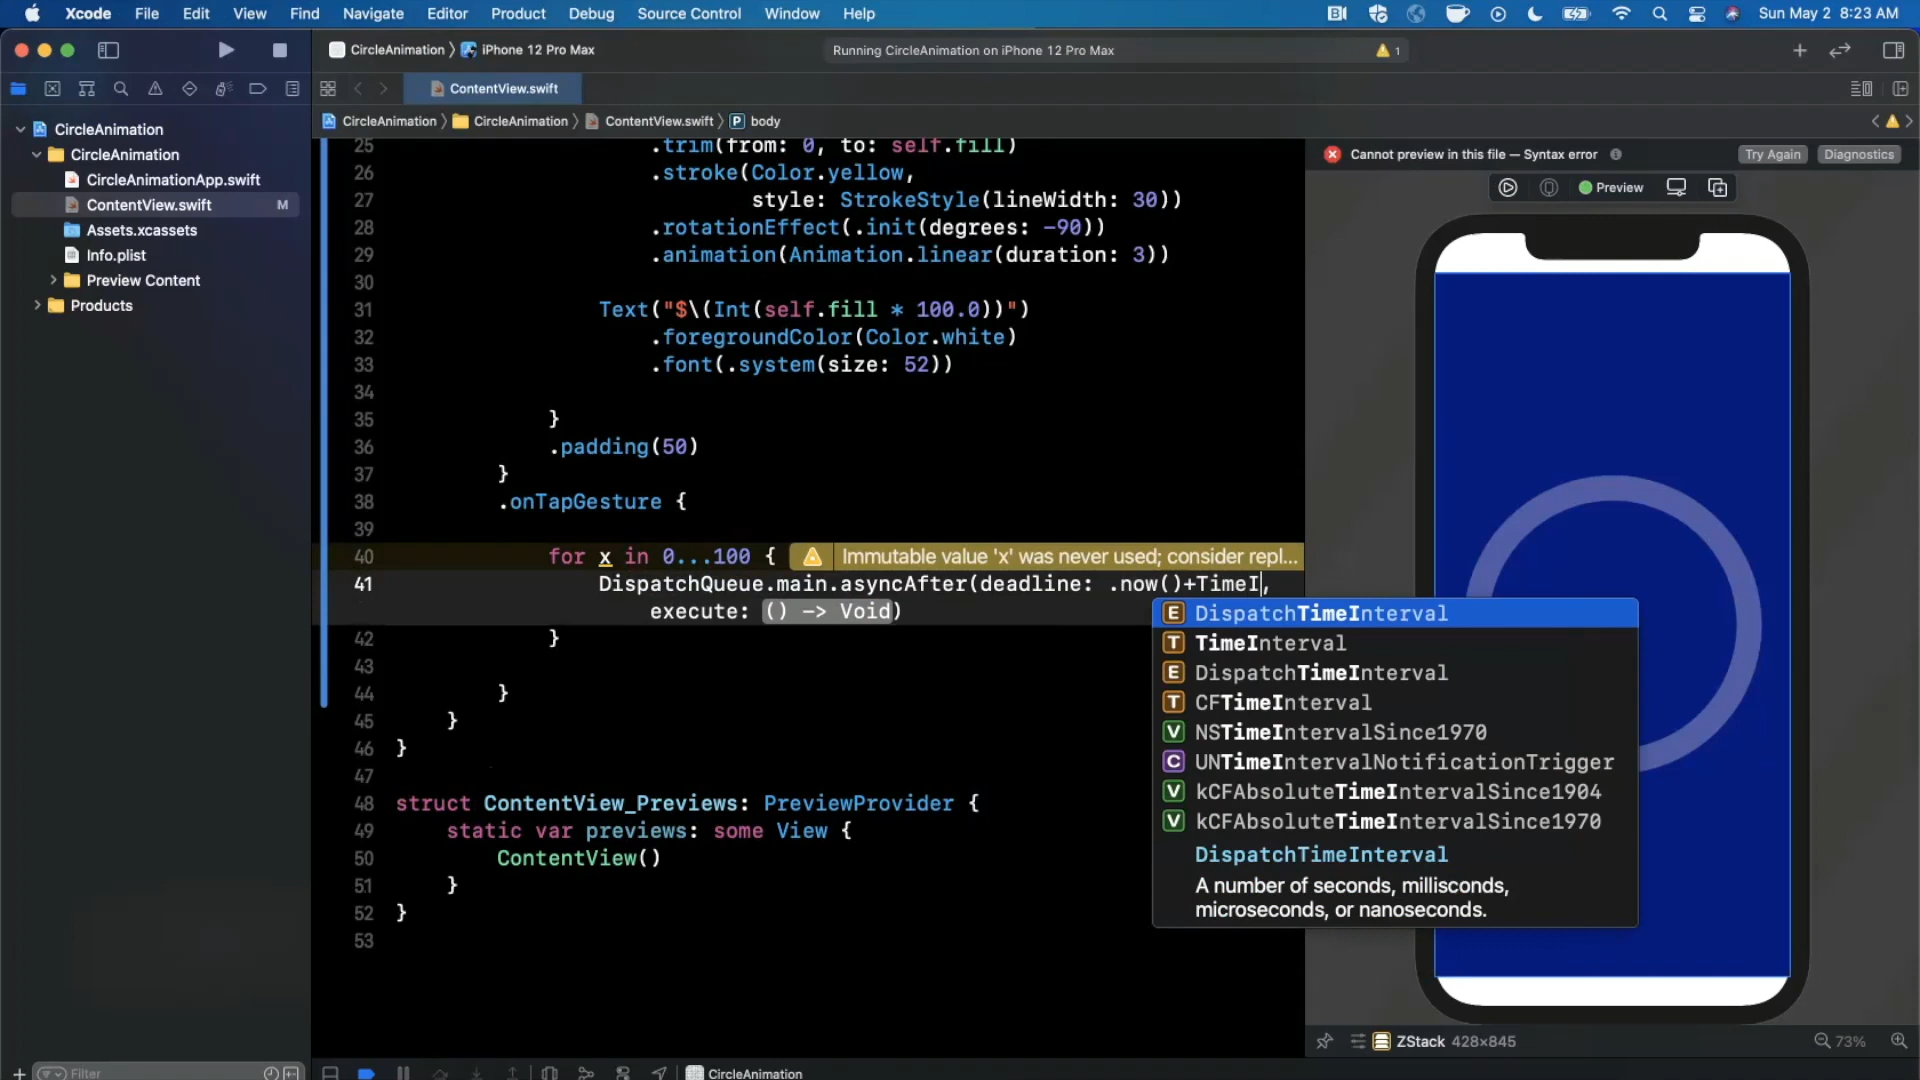 Xcode File Edit View Find Navigate Editor Product Debug Source Control Window Help
Sun May 2 8:23 AM
CircleAnimation 〉 iPhone 12 Pro Max
Running CircleAnimation on iPhone 12 Pro Max
1
ContentView.swift
CircleAnimation 〉 CircleAnimation 〉 ContentView.swift 〉 P body
CircleAnimation
CircleAnimation
CircleAnimationApp.swift
ContentView.swift M
Assets.xcassets
Info.plist
Preview Content
Products
Filter
25 .trim(from: 0, to: self.fill)
26 .stroke(Color.yellow,
27 style: StrokeStyle(lineWidth: 30))
28 .rotationEffect(.init(degrees: -90))
29 .animation(Animation.linear(duration: 3))
30
31 Text("$\(Int(self.fill * 100.0))")
32 .foregroundColor(Color.white)
33 .font(.system(size: 52))
34
35 }
36 .padding(50)
37 }
38 .onTapGesture {
39
40 for x in 0...100 { Immutable value 'x' was never used; consider repl...
41 DispatchQueue.main.asyncAfter(deadline: .now()+TimeI,
execute: () -> Void)
42 }
43
44 }
45 }
46 }
47
48 struct ContentView_Previews: PreviewProvider {
49 static var previews: some View {
50 ContentView()
51 }
52 }
53
E DispatchTimeInterval
T TimeInterval
E DispatchTimeInterval
T CFTimeInterval
V NSTimeIntervalSince1970
C UNTimeIntervalNotificationTrigger
V kCFAbsoluteTimeIntervalSince1904
V kCFAbsoluteTimeIntervalSince1970
DispatchTimeInterval
A number of seconds, milliseconds,
microseconds, or nanoseconds.
Cannot preview in this file — Syntax error
Try Again
Diagnostics
Preview
ZStack 428×845
73%
CircleAnimation